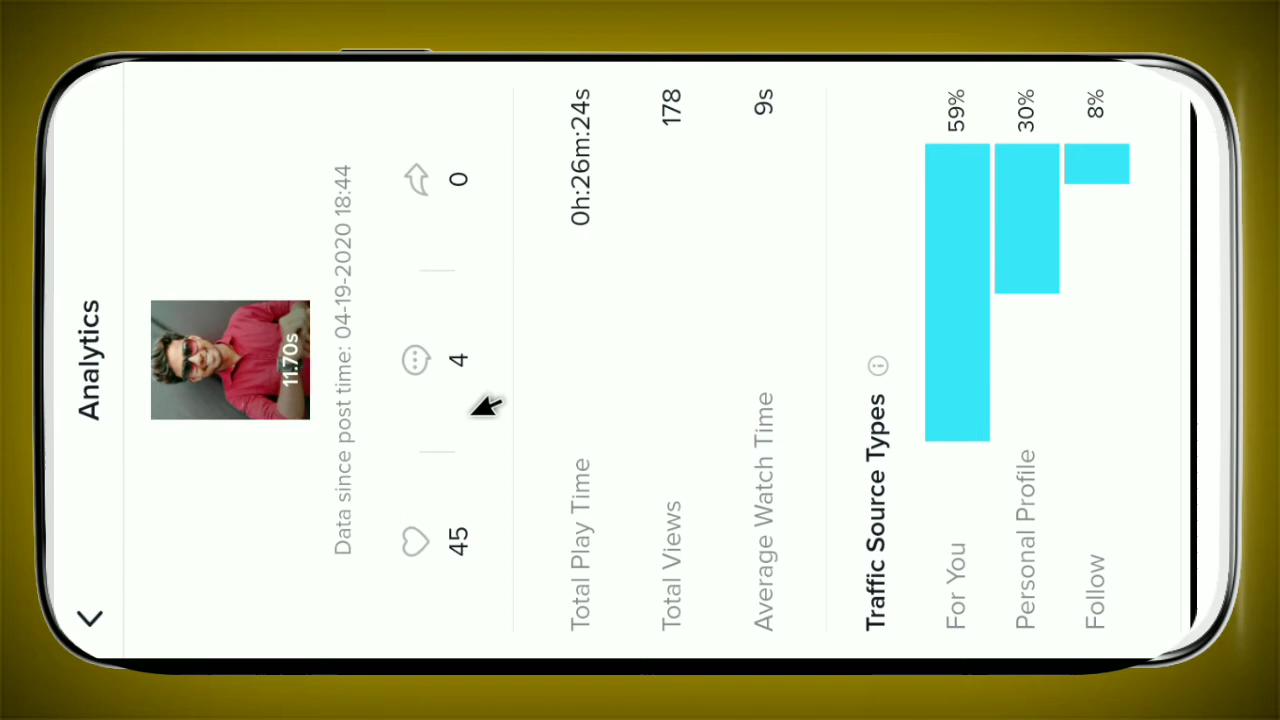 Analytics
11.70s
Data since post time: 04-19-2020 18:44
45 4 0
Total Play Time 0h:26m:24s
Total Views 178
Average Watch Time 9s
Traffic Source Types
For You 59%
Personal Profile 30%
Follow 8%